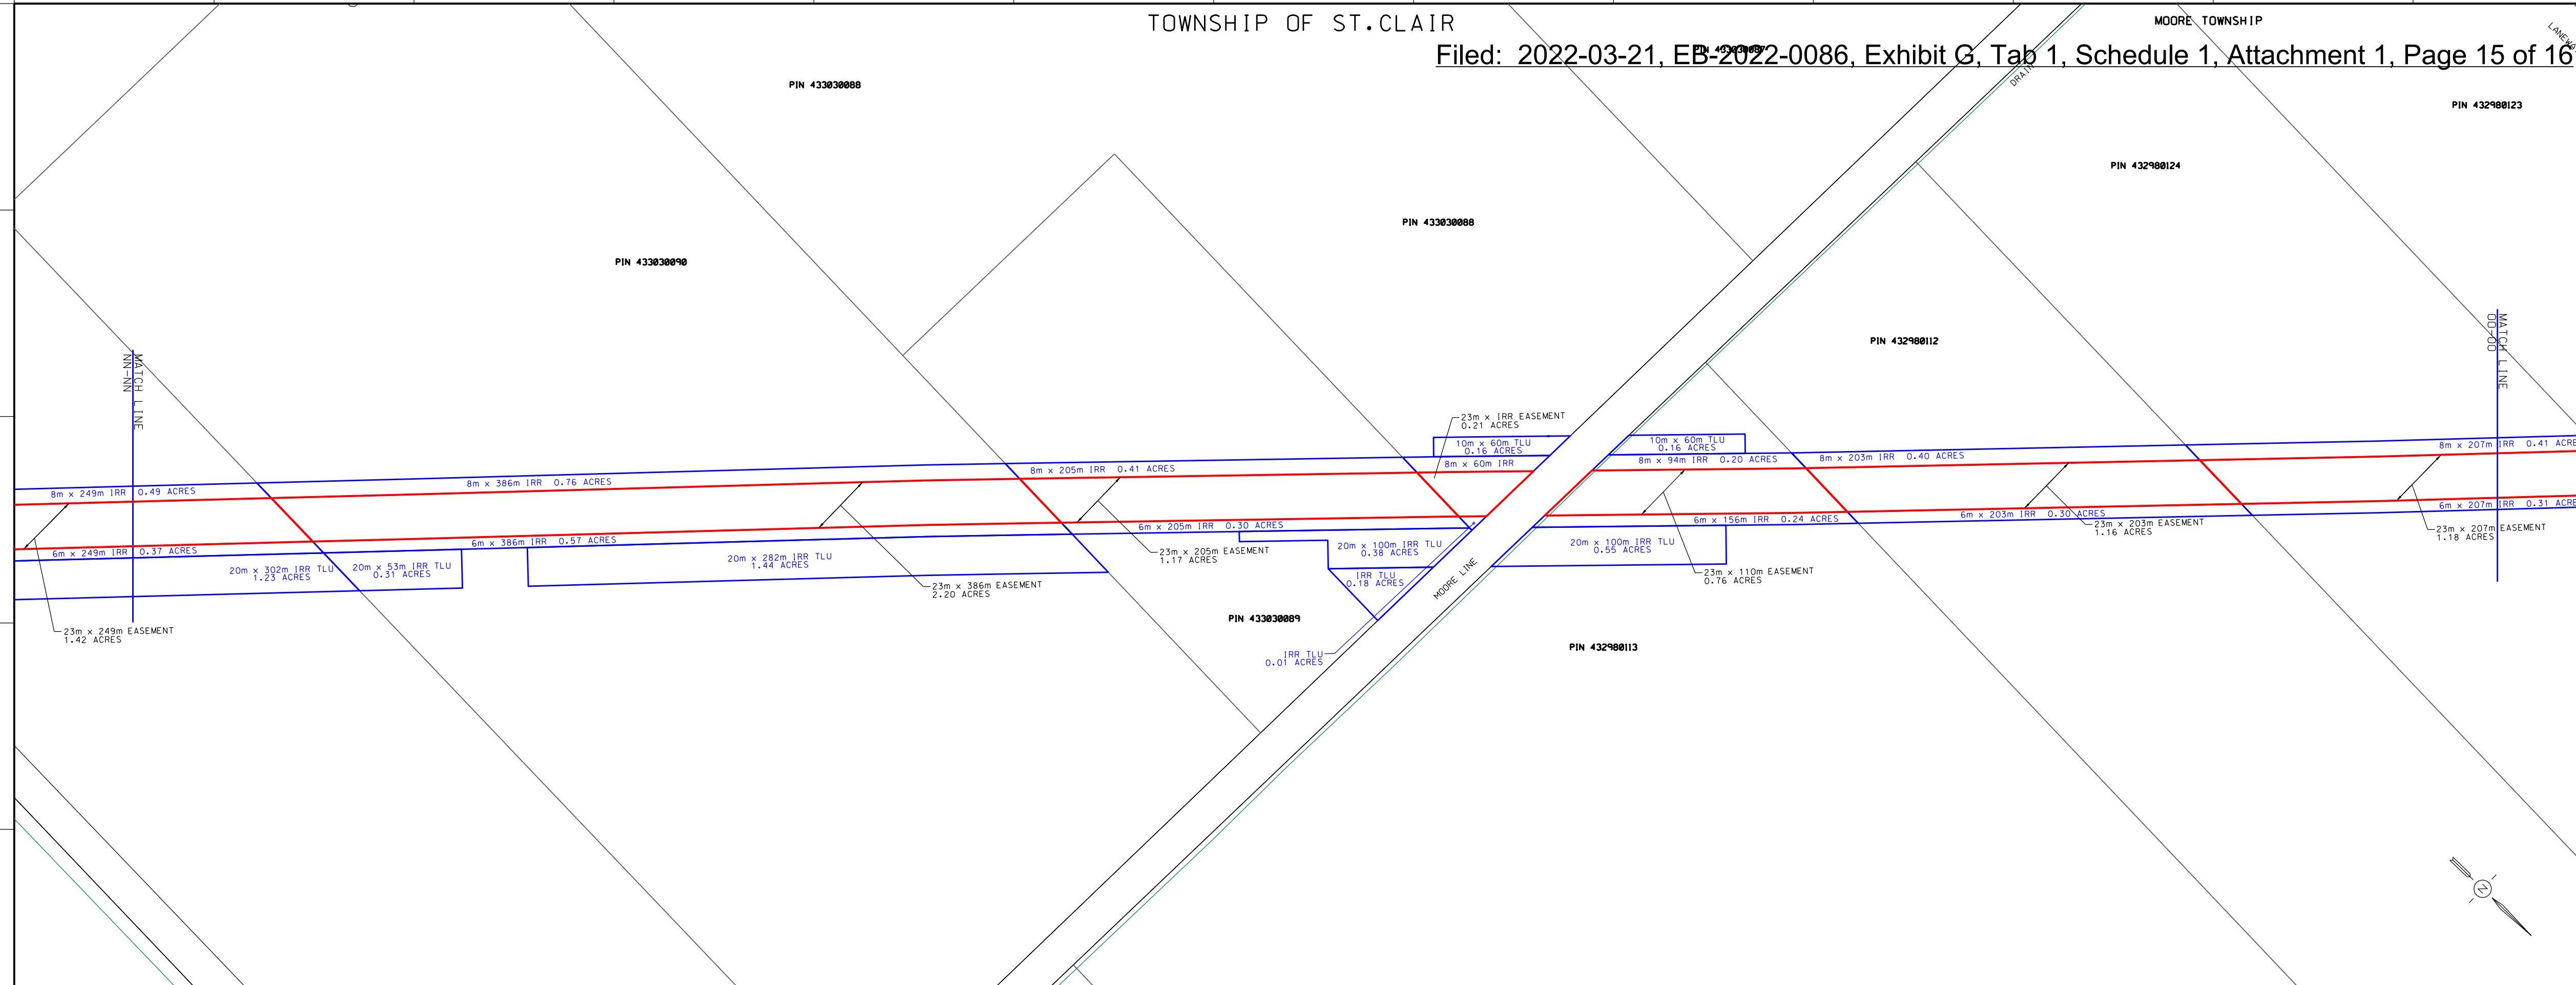 TOWNSHIP OF ST.CLAIR
MOORE TOWNSHIP
Filed: 2022-03-21, EB-2022-0086, Exhibit G, Tab 1, Schedule 1, Attachment 1, Page 15 of 16
PIN 433030087
DRAIN
PIN 433030088
PIN 432980123
PIN 432980124
PIN 433030088
PIN 433030090
PIN 432980112
MATCH LINE
NN-NN
MATCH LINE
OO-OO
23m x IRR EASEMENT
0.21 ACRES
10m x 60m TLU
0.16 ACRES
10m x 60m TLU
0.16 ACRES
8m x 249m IRR 0.49 ACRES
8m x 386m IRR 0.76 ACRES
8m x 205m IRR 0.41 ACRES
8m x 60m IRR
8m x 94m IRR 0.20 ACRES
8m x 203m IRR 0.40 ACRES
8m x 207m IRR 0.41 ACRES
6m x 249m IRR 0.37 ACRES
6m x 386m IRR 0.57 ACRES
6m x 205m IRR 0.30 ACRES
6m x 156m IRR 0.24 ACRES
6m x 203m IRR 0.30 ACRES
6m x 207m IRR 0.31 ACRES
20m x 302m IRR TLU
1.23 ACRES
20m x 53m IRR TLU
0.31 ACRES
20m x 282m IRR TLU
1.44 ACRES
20m x 100m IRR TLU
0.38 ACRES
IRR TLU
0.18 ACRES
20m x 100m IRR TLU
0.55 ACRES
23m x 249m EASEMENT
1.42 ACRES
23m x 386m EASEMENT
2.20 ACRES
23m x 205m EASEMENT
1.17 ACRES
23m x 110m EASEMENT
0.76 ACRES
23m x 203m EASEMENT
1.16 ACRES
23m x 207m EASEMENT
1.18 ACRES
MOORE LINE
PIN 433030089
IRR TLU
0.01 ACRES
PIN 432980113
N